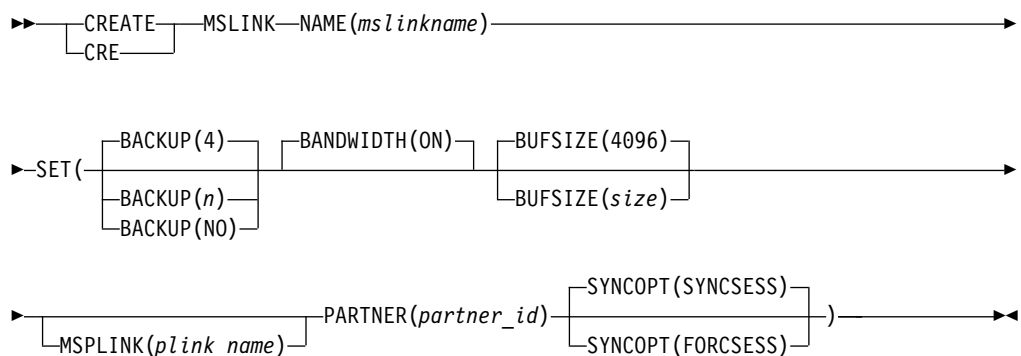 CREATE MSLINK NAME(mslinkname)
CRE
BACKUP(4) BANDWIDTH(ON) BUFSIZE(4096)
SET(
BACKUP(n) BUFSIZE(size)
BACKUP(NO)
SYNCOPT(SYNCSESS)
PARTNER(partner_id) )
MSPLINK(plink name) SYNCOPT(FORCSESS)